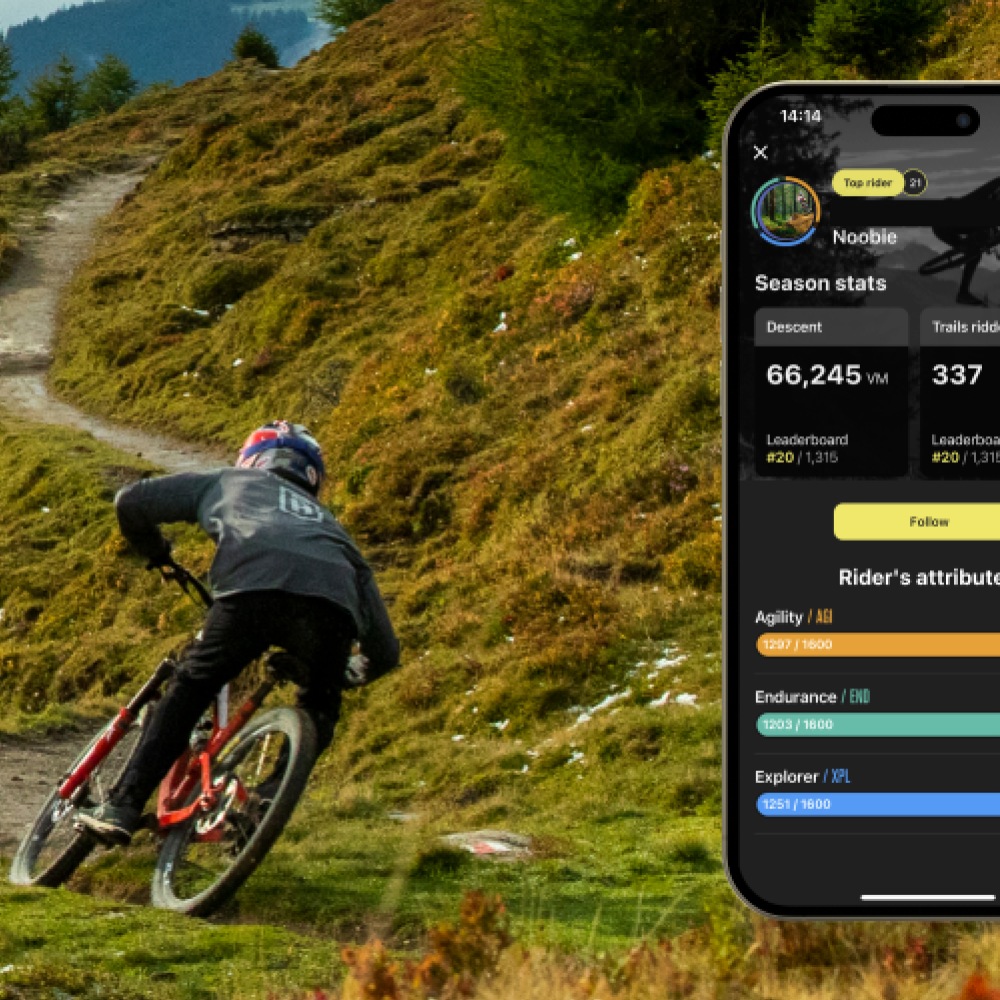 14:14
Top rider 21
Noobie
Season stats
Descent
66,245 VM
Leaderboard
#20 / 1,315
337
#20 / 1,315
Follow
Rider's
Agility / AGI
1297 / 1600
Endurance / END
1203 / 1600
Explorer / XPL
1251 / 1600